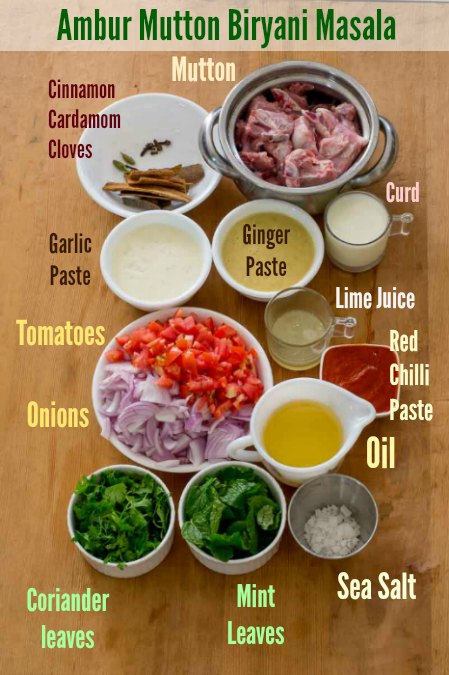 Ambur Mutton Biryani Masala
Mutton
Cinnamon
Cardamom
Cloves
Curd
Garlic
Paste
Ginger
Paste
Lime Juice
Tomatoes
Red
Chilli
Paste
Onions
Oil
Sea Salt
Coriander
leaves
Mint
Leaves